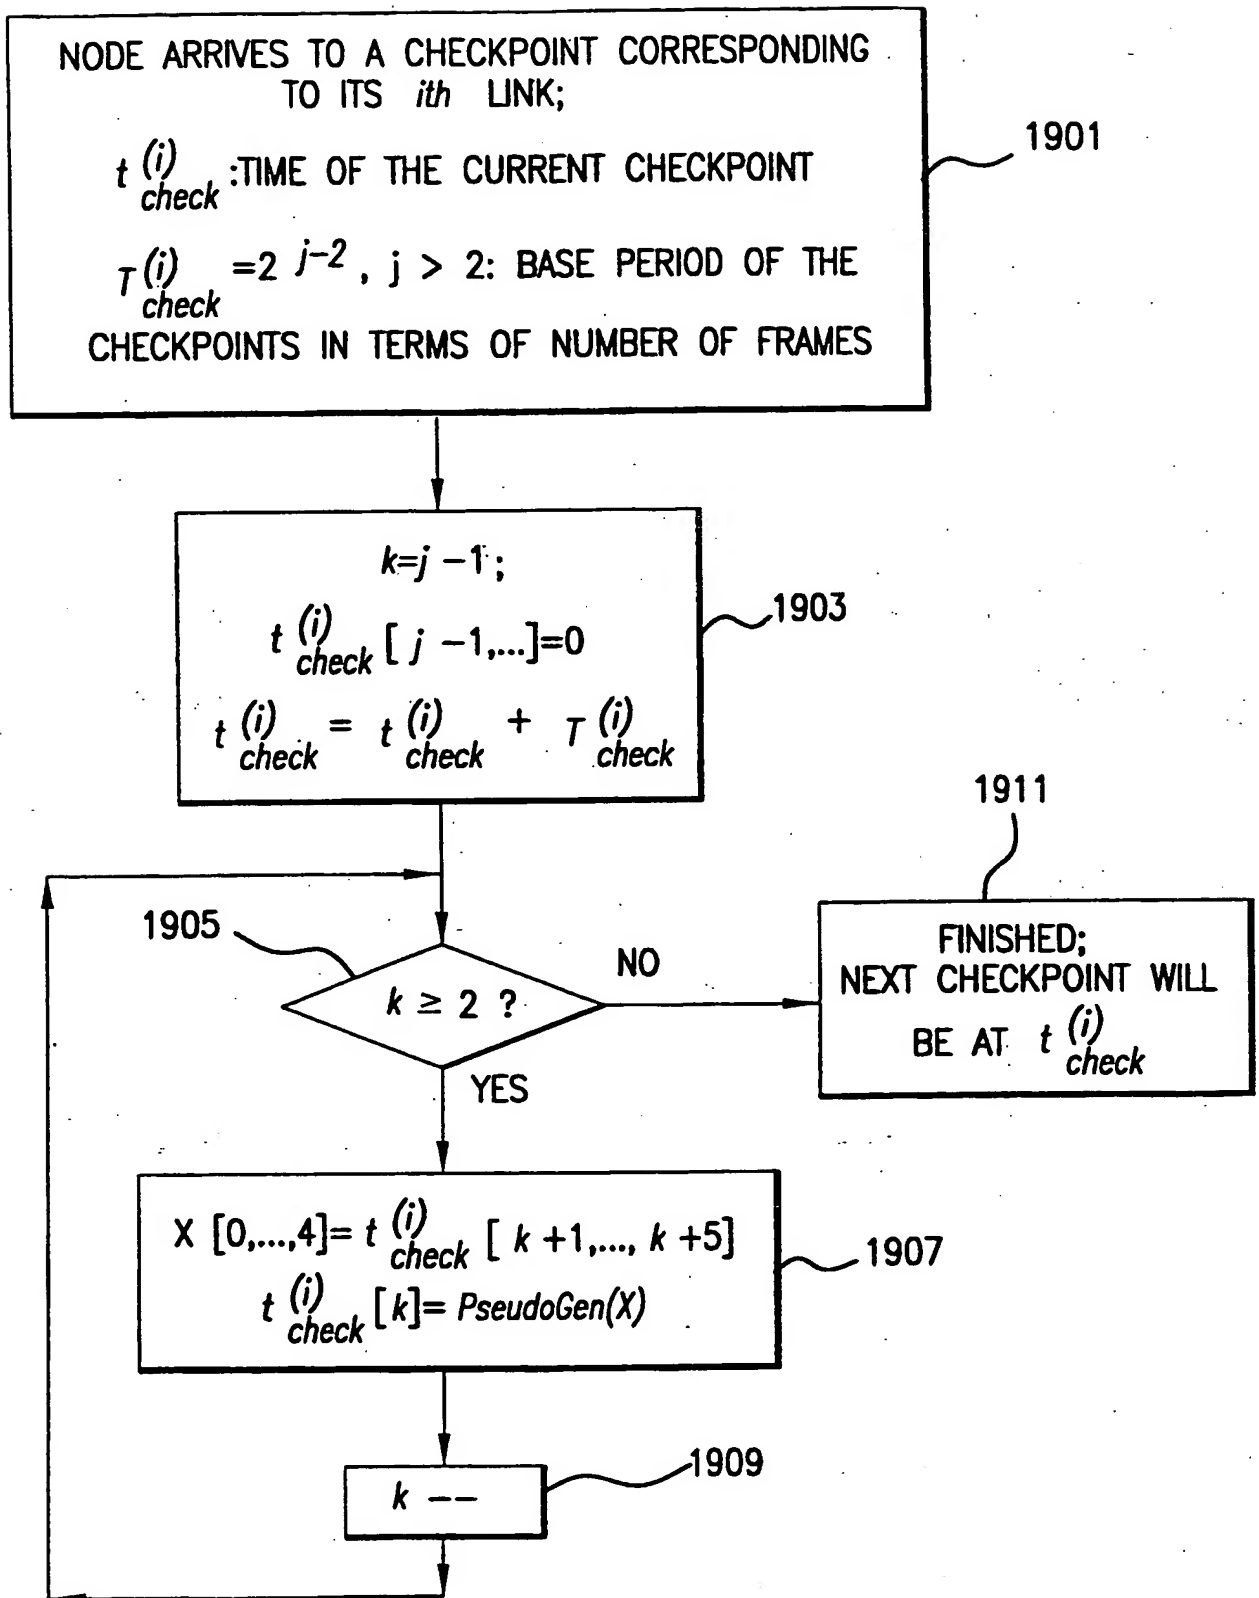 NODE ARRIVES TO A CHECKPOINT CORRESPONDING
TO ITS ith LINK;
t^{(i)}_{check} :TIME OF THE CURRENT CHECKPOINT
T^{(i)}_{check} =2^{j-2}, j > 2: BASE PERIOD OF THE
CHECKPOINTS IN TERMS OF NUMBER OF FRAMES
1901
k=j -1;
t^{(i)}_{check} [ j -1,...]=0
t^{(i)}_{check} = t^{(i)}_{check} + T^{(i)}_{check}
1903
1905
k ≥ 2 ?
NO
YES
1911
FINISHED;
NEXT CHECKPOINT WILL
BE AT t^{(i)}_{check}
X [0,...,4]= t^{(i)}_{check} [ k +1,..., k +5]
t^{(i)}_{check} [k]= PseudoGen(X)
1907
k --
1909